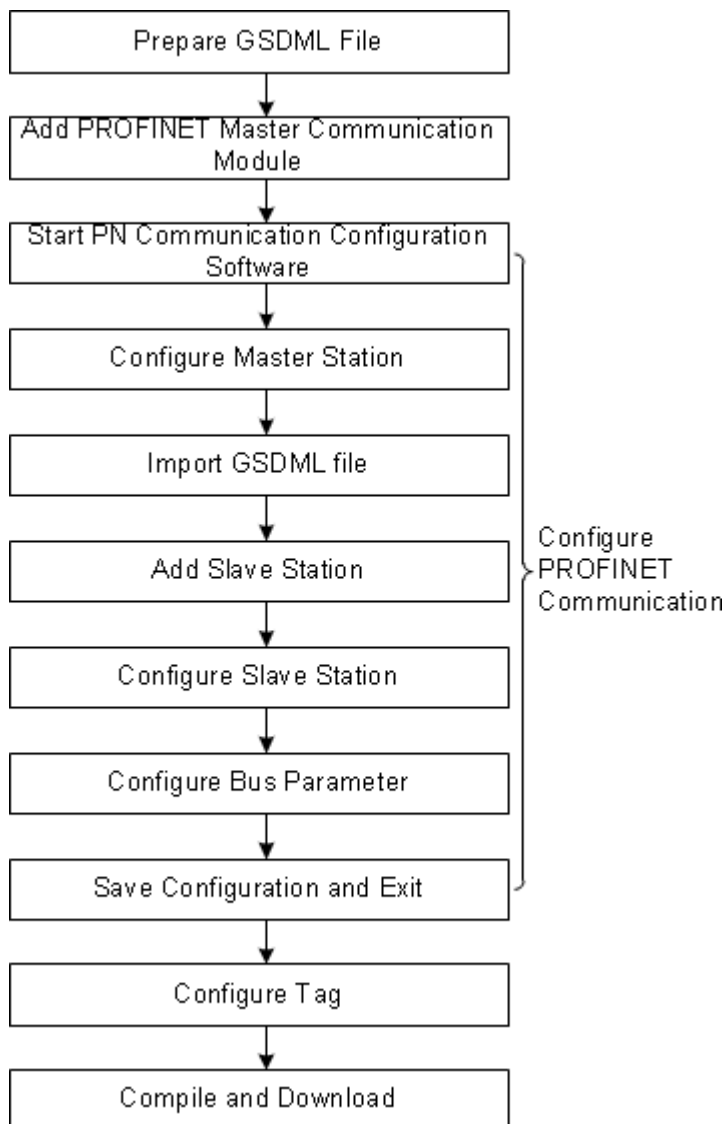 Prepare GSDML File
Add PROFINET Master Communication
Module
Start PN Communication Configuration
Software
Configure Master Station
Import GSDML file
Add Slave Station
Configure
PROFINET
Communication
Configure Slave Station
Configure Bus Parameter
Save Configuration and Exit
Configure Tag
Compile and Download